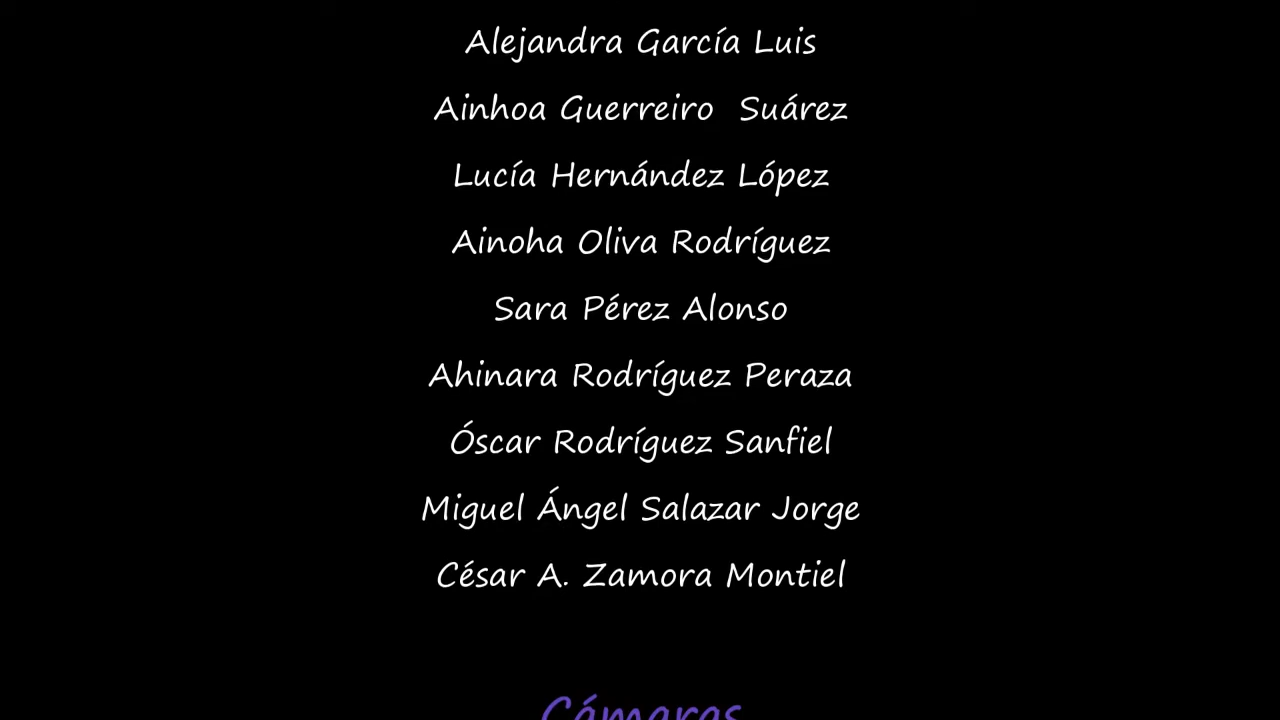 Alejandra García Luis
Ainhoa Guerreiro  Suárez
Lucía Hernández López
Ainoha Oliva Rodríguez
Sara Pérez Alonso
Ahinara Rodríguez Peraza
Óscar Rodríguez Sanfiel
Miguel Ángel Salazar Jorge
César A. Zamora Montiel
Cámaras